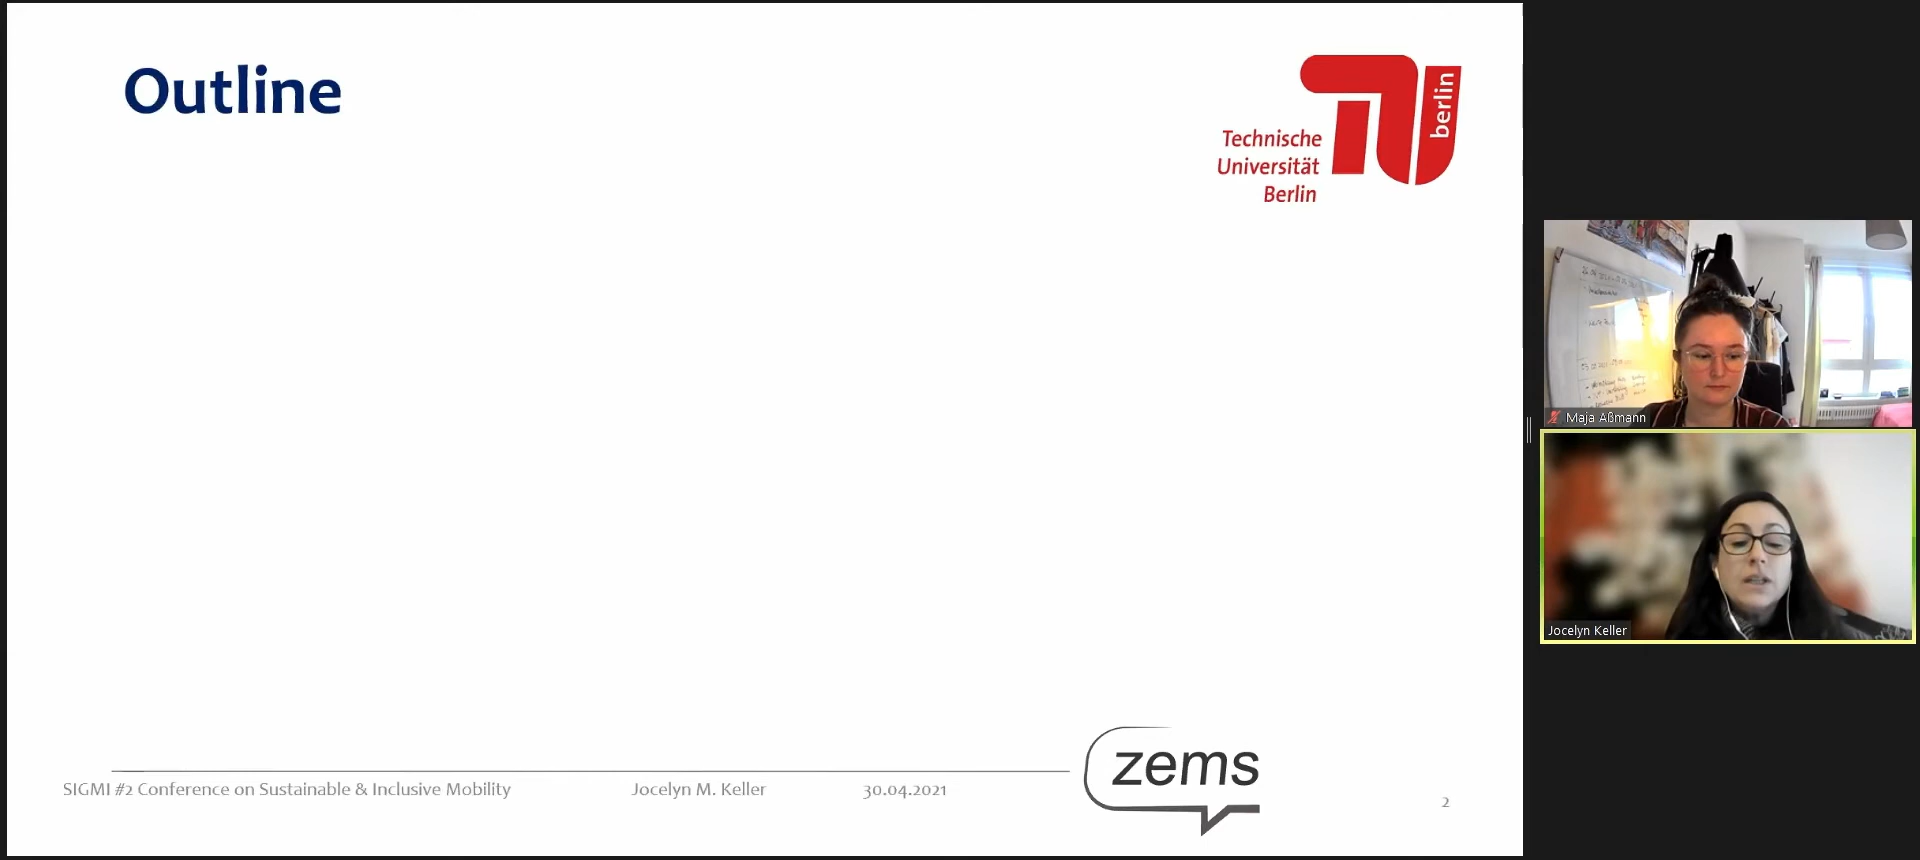 Outline
Technische
Universität
Berlin
berlin
Maja Aßmann
Jocelyn Keller
zems
SIGMI #2 Conference on Sustainable & Inclusive Mobility
Jocelyn M. Keller
30.04.2021
2